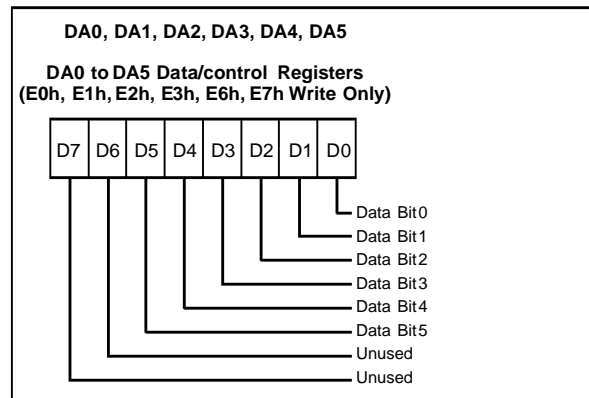 DA0, DA1, DA2, DA3, DA4, DA5
DA0 to DA5 Data/control Registers
(E0h, E1h, E2h, E3h, E6h, E7h Write Only)
D7 D6 D5 D4 D3 D2 D1 D0
Data Bit0
Data Bit1
Data Bit2
Data Bit3
Data Bit4
Data Bit5
Unused
Unused